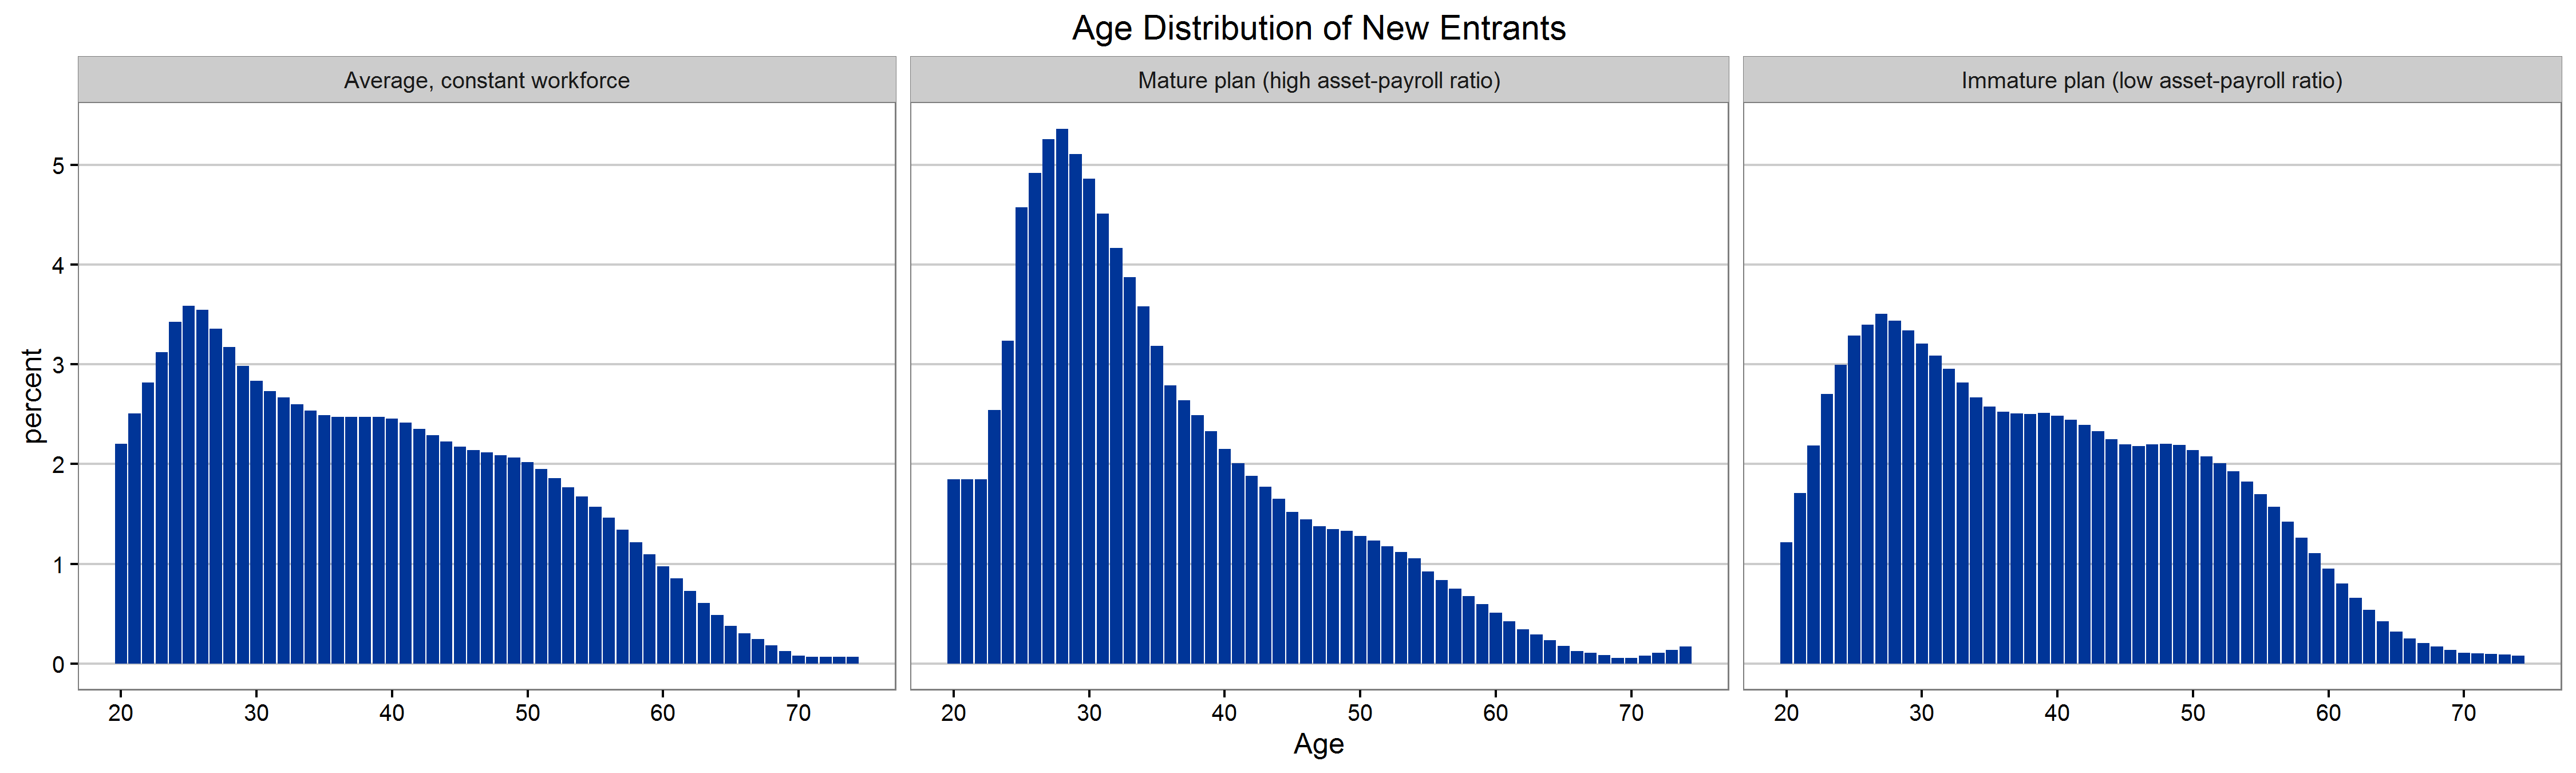 Age Distribution of New Entrants
Average, constant workforce
Mature plan (high asset-payroll ratio)
Immature plan (low asset-payroll ratio)
percent
5
4
3
2
1
0
20 30 40 50 60 70
20 30 40 50 60 70
20 30 40 50 60 70
Age